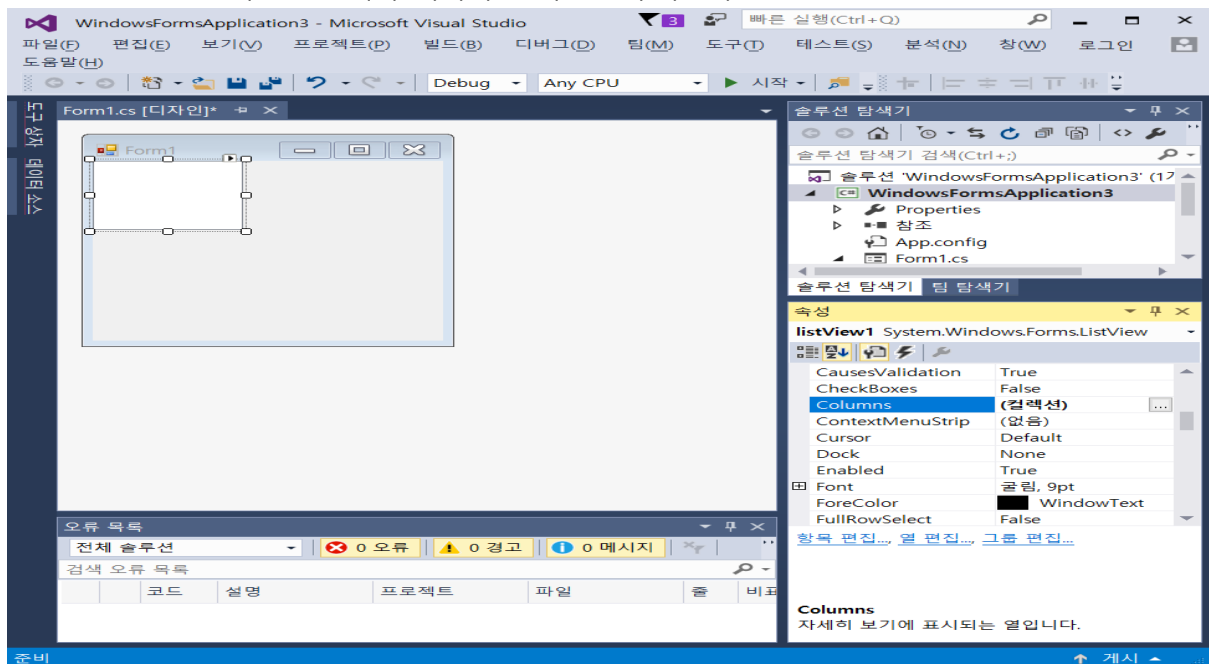 WindowsFormsApplication3 - Microsoft Visual Studio
3
빠른 실행(Ctrl+Q)
파일(F) 편집(E) 보기(V) 프로젝트(P) 빌드(B) 디버그(D) 팀(M) 도구(T) 테스트(S) 분석(N) 창(W) 로그인
도움말(H)
Debug Any CPU 시작
도구 상자
데이터 소스
Form1.cs [디자인]*
Form1
솔루션 탐색기
솔루션 탐색기 검색(Ctrl+;)
솔루션 'WindowsFormsApplication3' (1개
WindowsFormsApplication3
Properties
참조
App.config
Form1.cs
솔루션 탐색기 팀 탐색기
속성
listView1 System.Windows.Forms.ListView
CausesValidation True
CheckBoxes False
Columns (컬렉션) ...
ContextMenuStrip (없음)
Cursor Default
Dock None
Enabled True
Font 굴림, 9pt
ForeColor WindowText
FullRowSelect False
항목 편집..., 열 편집..., 그룹 편집...
Columns
자세히 보기에 표시되는 열입니다.
오류 목록
전체 솔루션 0 오류 0 경고 0 메시지
검색 오류 목록
코드 설명 프로젝트 파일 줄
준비
게시